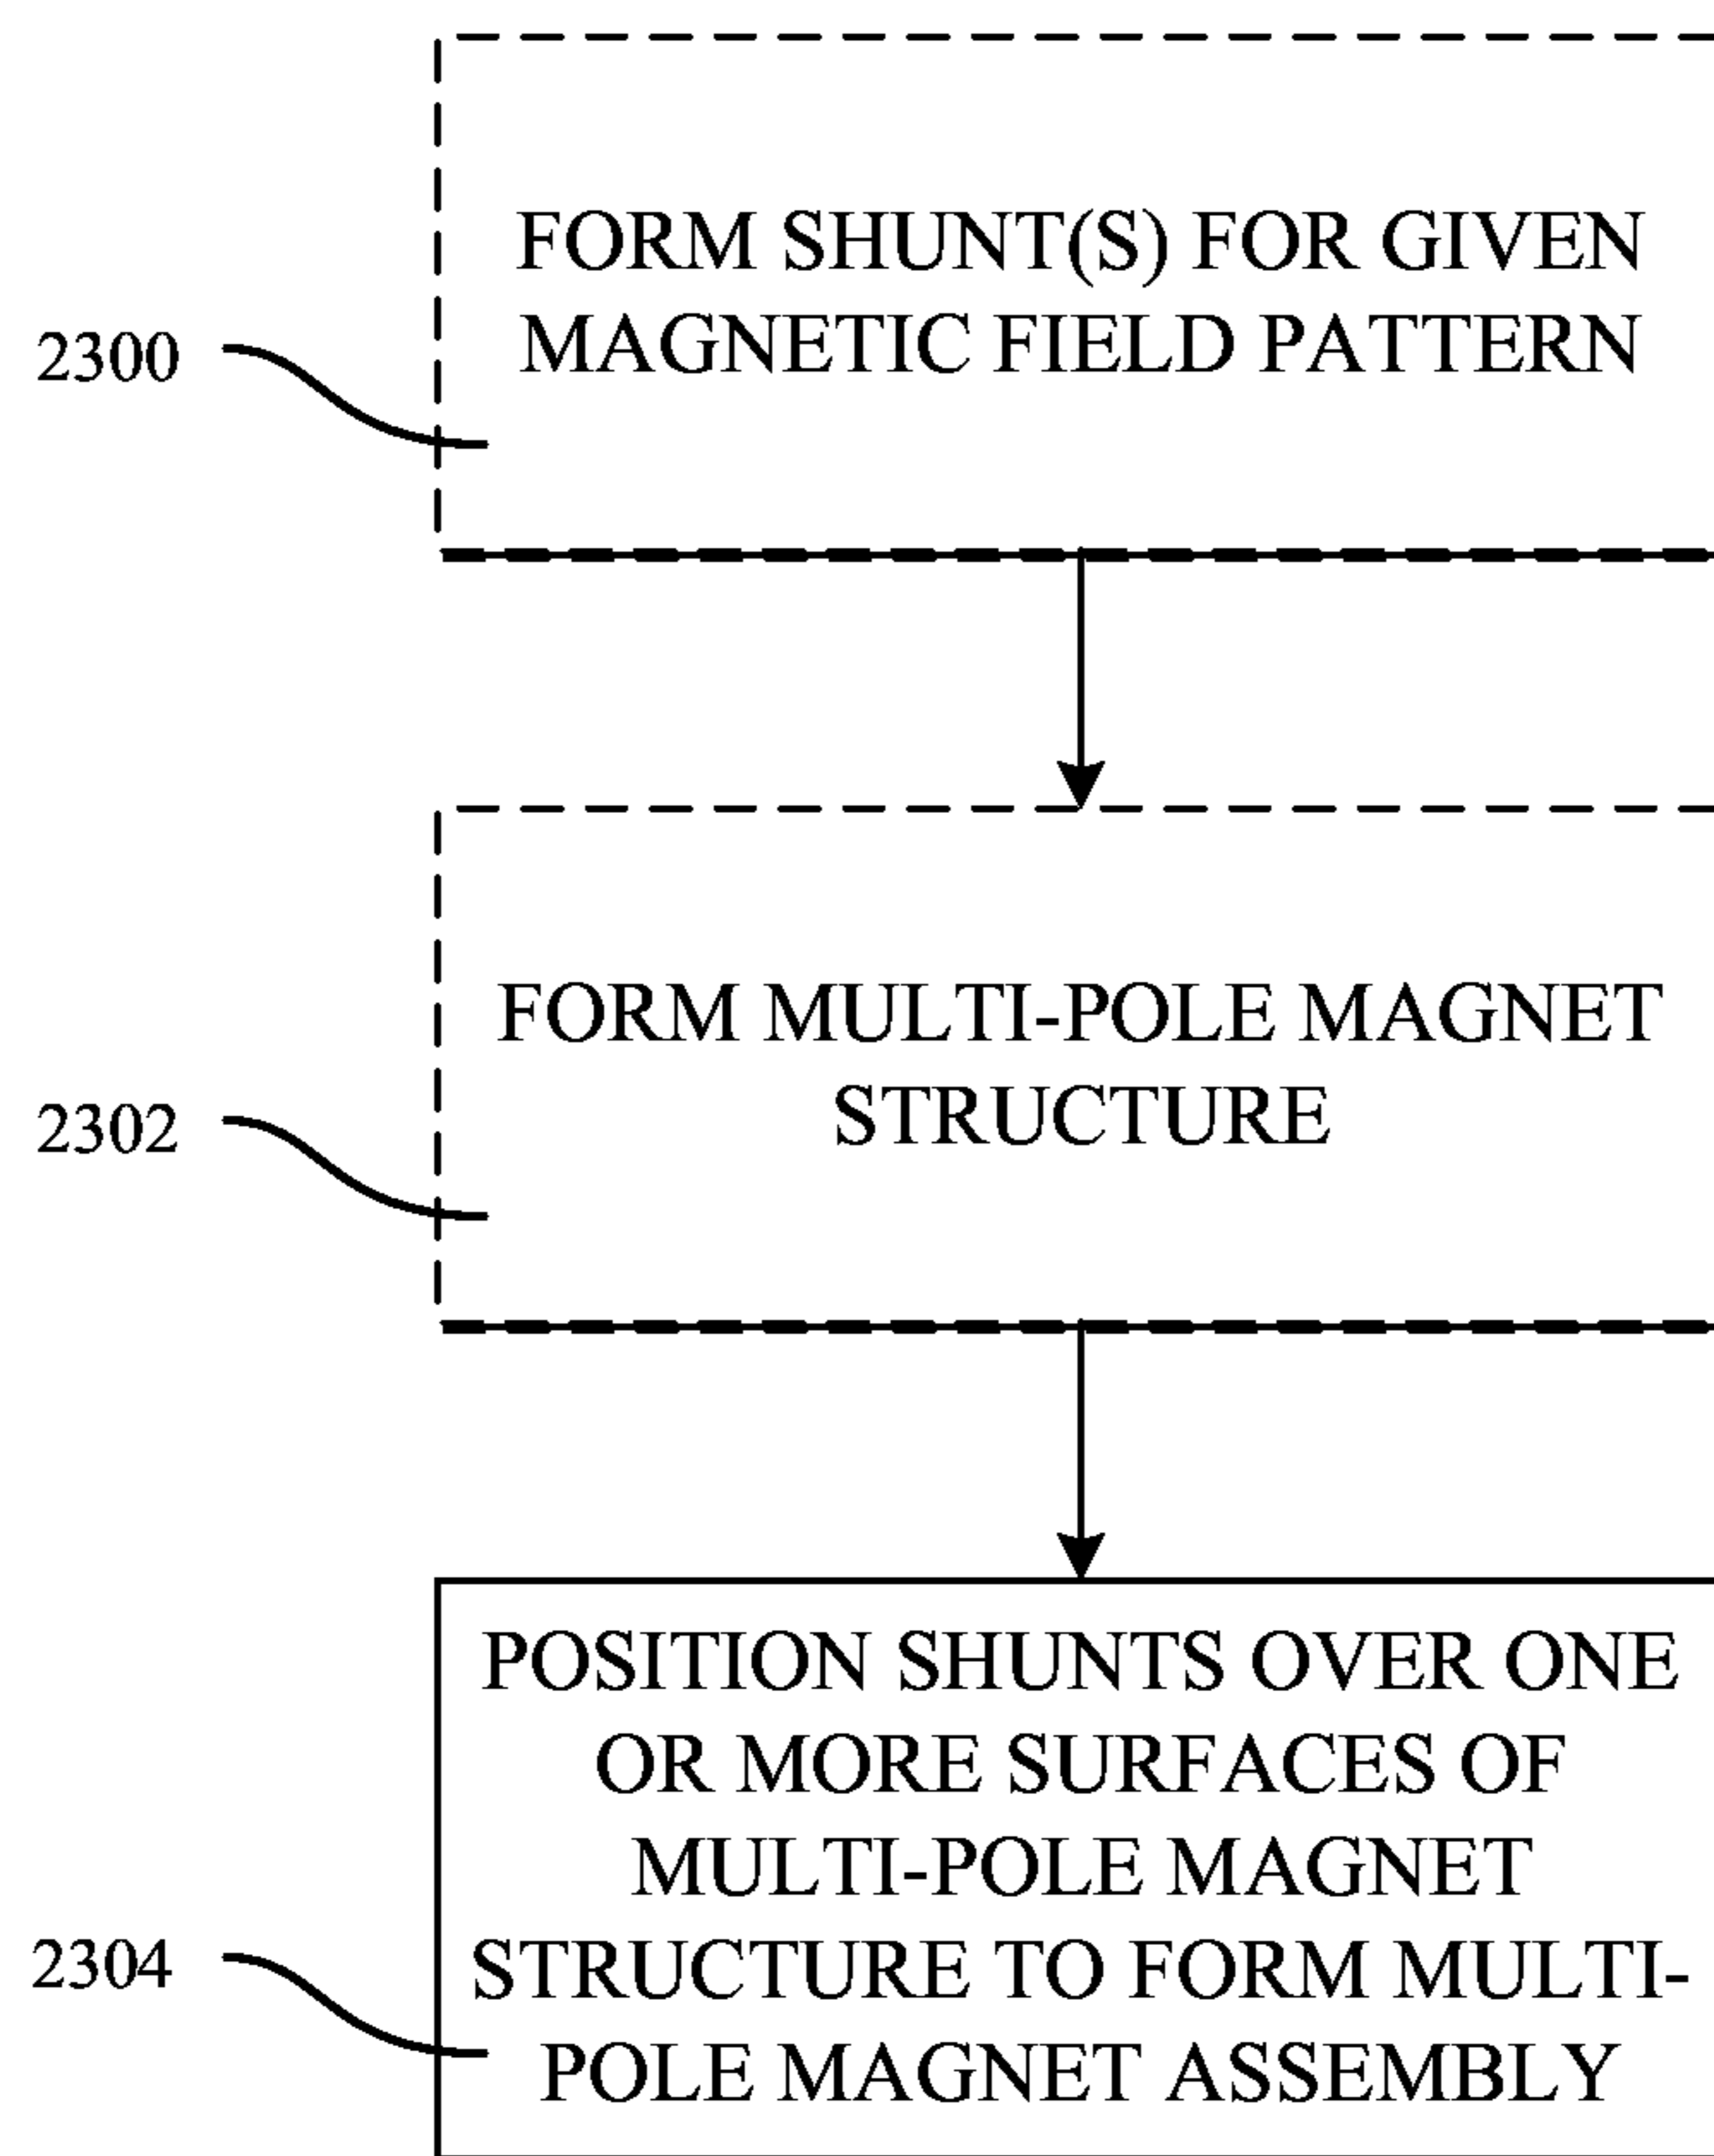 FORM SHUNT(S) FOR GIVEN
MAGNETIC FIELD PATTERN
2300
FORM MULTI-POLE MAGNET
STRUCTURE
2302
POSITION SHUNTS OVER ONE
OR MORE SURFACES OF
MULTI-POLE MAGNET
STRUCTURE TO FORM MULTI-
POLE MAGNET ASSEMBLY
2304